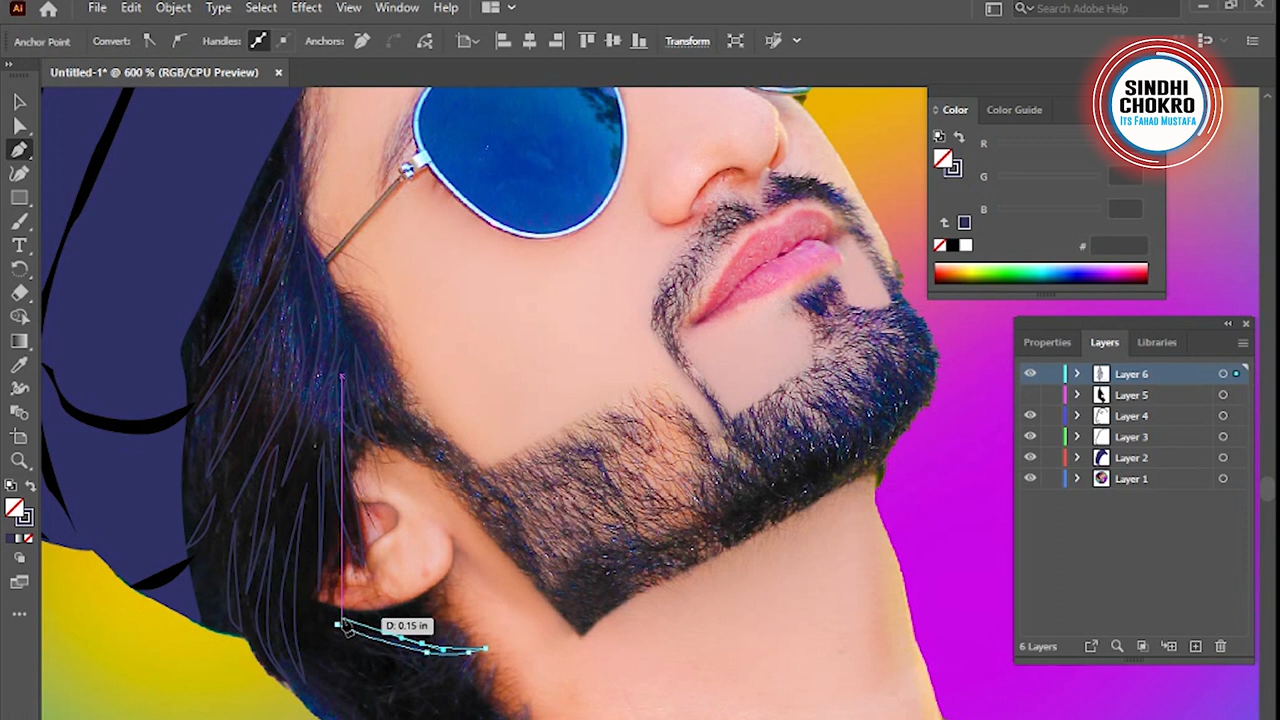 Ai File Edit Object Type Select Effect View Window Help Search Adobe Help
Anchor Point Convert: Handles: Anchors: Transform
Untitled-1* @ 600 % (RGB/CPU Preview) ×
SINDHI
CHOKRO
ITS FAHAD MUSTAFA
Color Color Guide
R
G
B
#
Properties Layers Libraries
Layer 6
Layer 5
Layer 4
Layer 3
Layer 2
Layer 1
6 Layers
D: 0.15 in